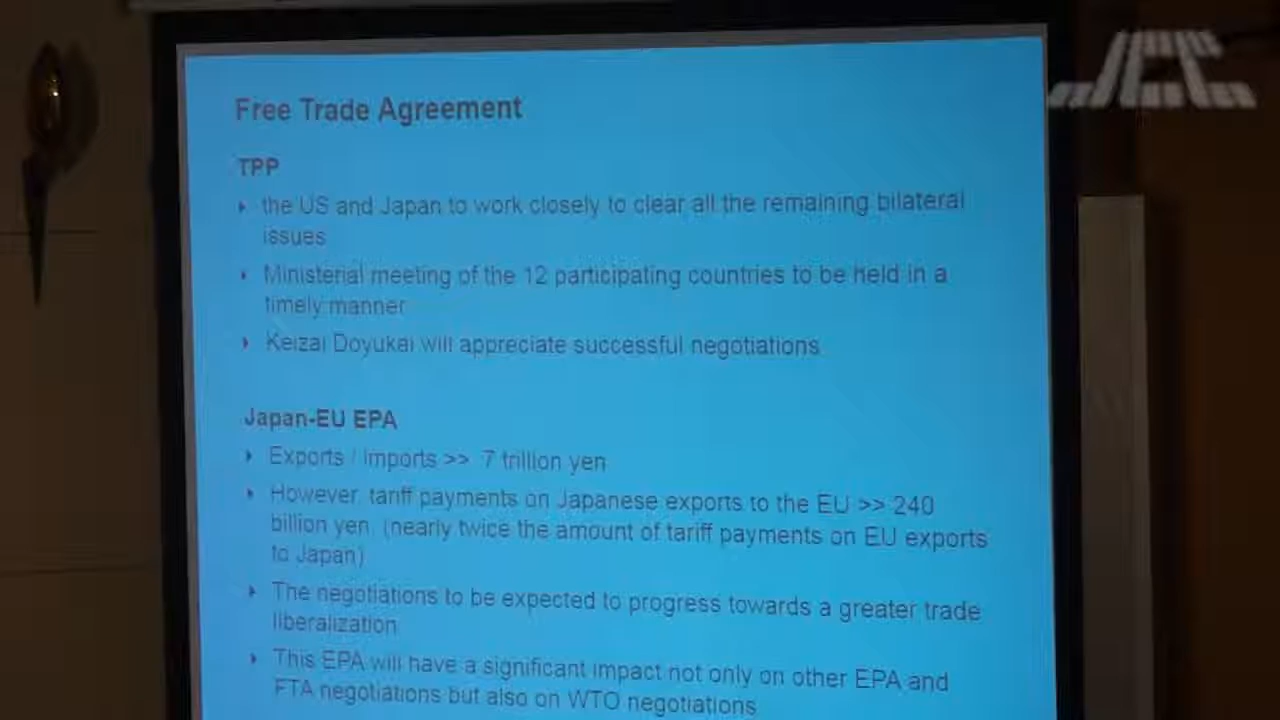 Free Trade Agreement
TPP
the US and Japan to work closely to clear all the remaining bilateral
issues
Ministerial meeting of the 12 participating countries to be held in a
timely manner
Keizai Doyukai will appreciate successful negotiations
Japan-EU EPA
Exports / Imports >> 7 trillion yen
However, tariff payments on Japanese exports to the EU >> 240
billion yen. (nearly twice the amount of tariff payments on EU exports
to Japan)
The negotiations to be expected to progress towards a greater trade
liberalization
This EPA will have a significant impact not only on other EPA and
FTA negotiations but also on WTO negotiations